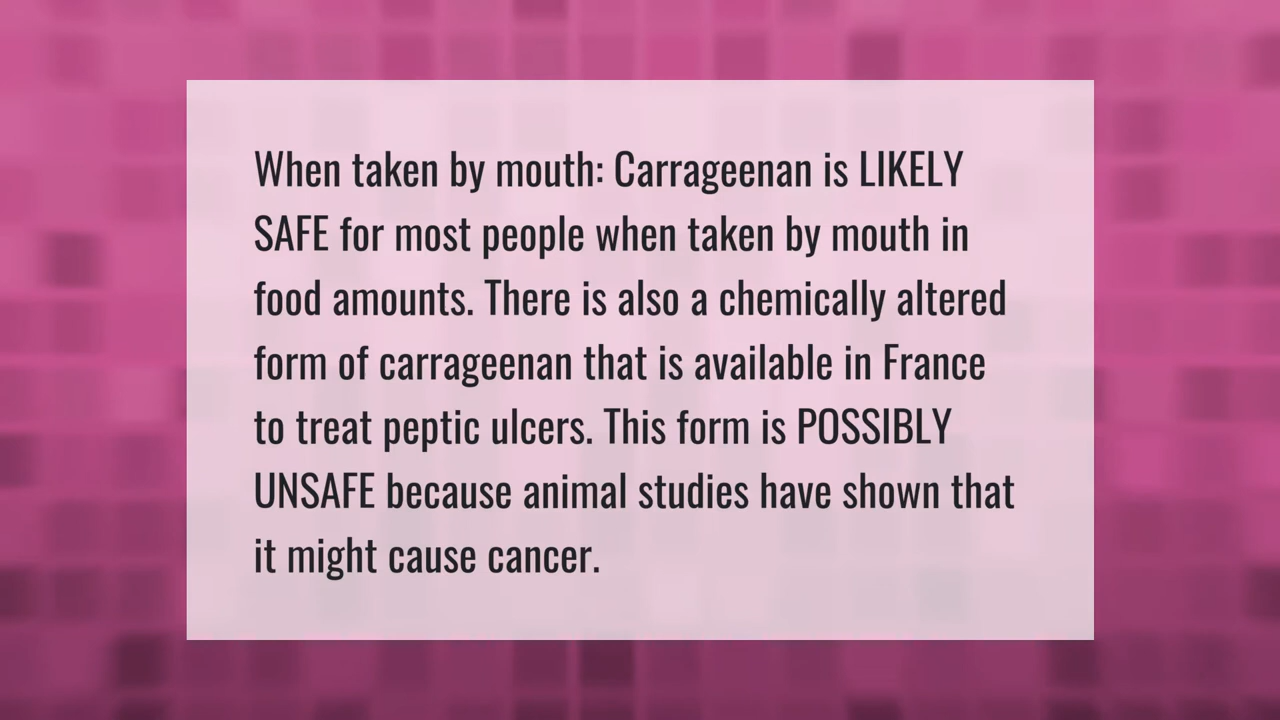 When taken by mouth: Carrageenan is LIKELY
SAFE for most people when taken by mouth in
food amounts. There is also a chemically altered
form of carrageenan that is available in France
to treat peptic ulcers. This form is POSSIBLY
UNSAFE because animal studies have shown that
it might cause cancer.